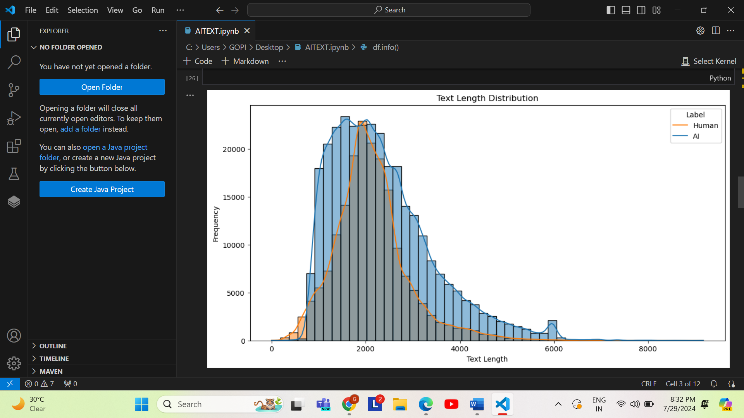 File Edit Selection View Go Run ···
Search
EXPLORER ···
NO FOLDER OPENED
You have not yet opened a folder.
Open Folder
Opening a folder will close all
currently open editors. To keep them
open, add a folder instead.
You can also open a Java project
folder, or create a new Java project
by clicking the button below.
Create Java Project
OUTLINE
TIMELINE
MAVEN
AITEXT.ipynb
C: > Users > GOPI > Desktop > AITEXT.ipynb > df.info()
+ Code + Markdown ···
Select Kernel
[26]
Python
Text Length Distribution
Label
Human
AI
Frequency
20000
15000
10000
5000
0
0 2000 4000 6000 8000
Text Length
0 7 0
CRLF Cell 3 of 12
30°C
Clear
Search
ENG
IN
8:32 PM
7/29/2024